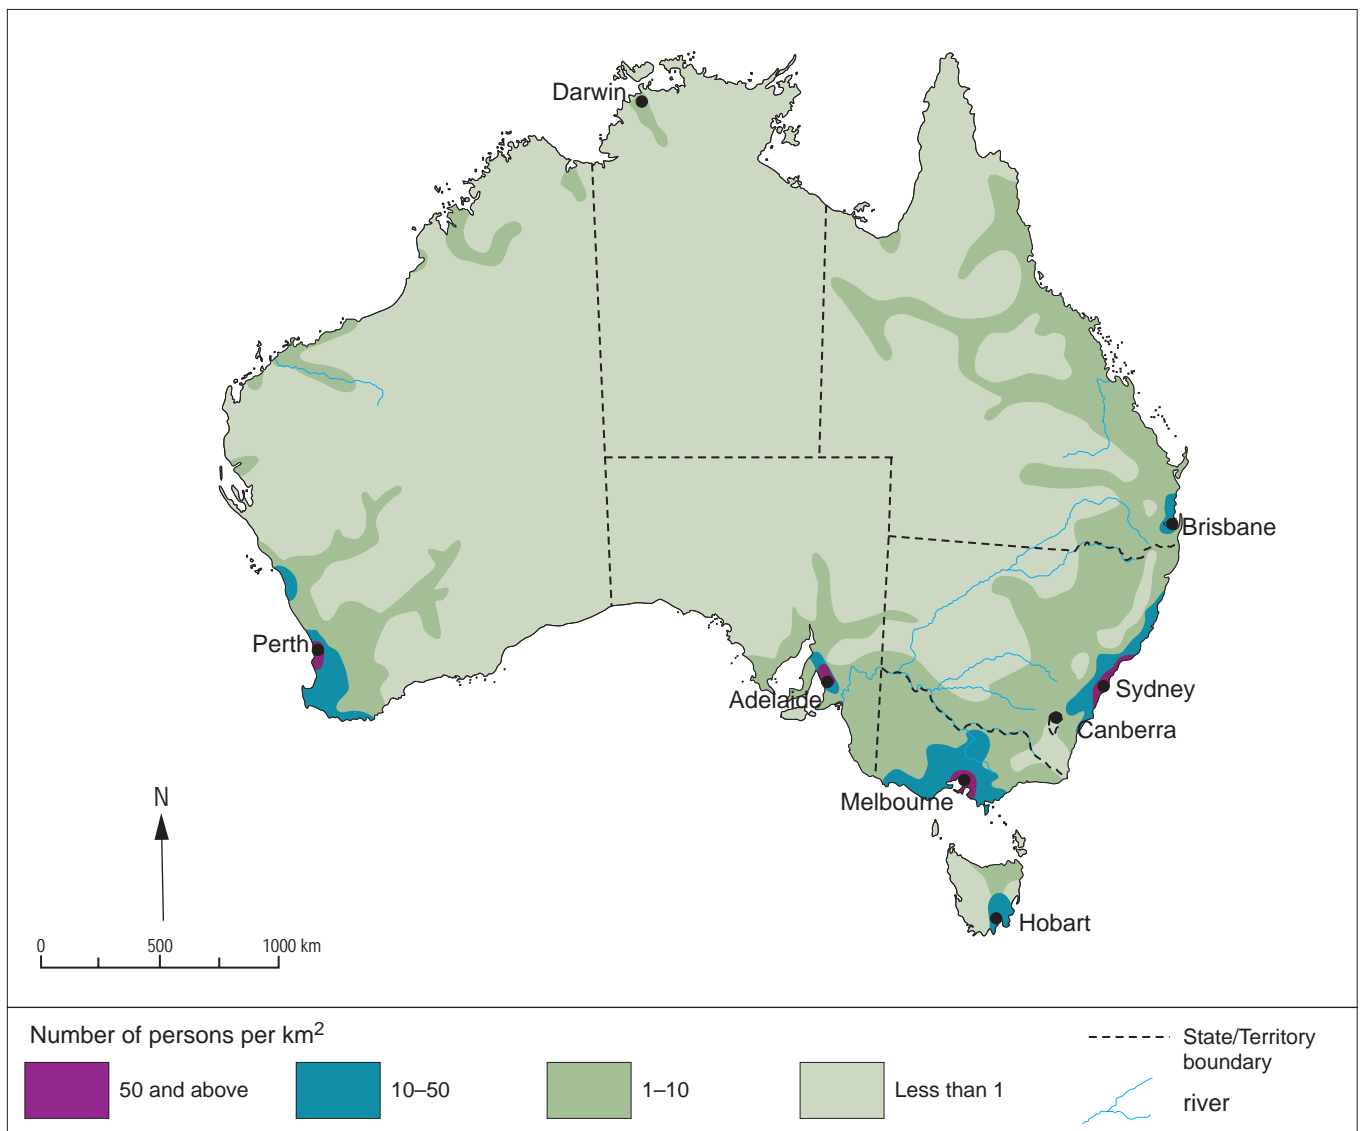 Darwin
Brisbane
Perth
Adelaide
Sydney
Canberra
Melbourne
Hobart
N
0 500 1000 km
Number of persons per km²
50 and above
10–50
1–10
Less than 1
State/Territory
boundary
river